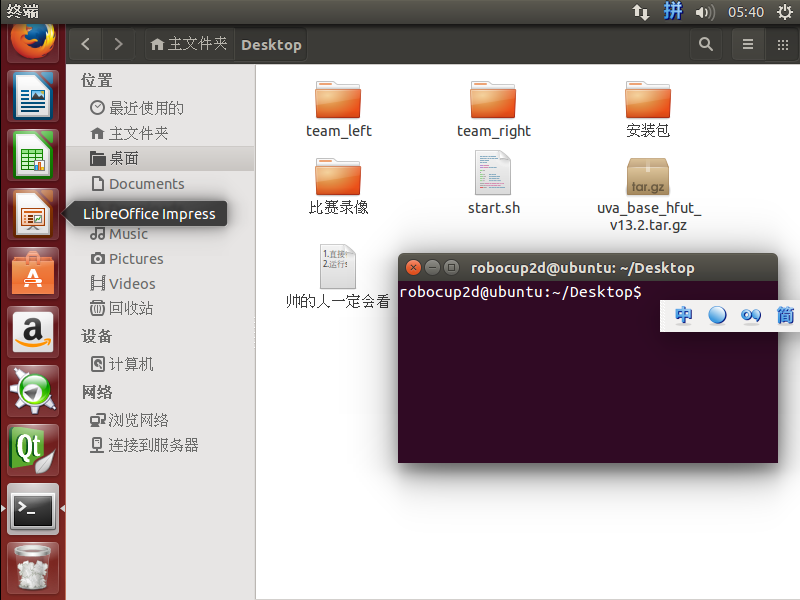 终端
拼
05:40
主文件夹
Desktop
位置
最近使用的
主文件夹
桌面
Documents
LibreOffice Impress
Music
Pictures
Videos
回收站
设备
计算机
网络
浏览网络
连接到服务器
team_left
team_right
安装包
比赛录像
start.sh
tar.gz
uva_base_hfut_
v13.2.tar.gz
1.直接
2.运行
帅的人一定会看
robocup2d@ubuntu: ~/Desktop
robocup2d@ubuntu:~/Desktop$
中
简
Qt
>_